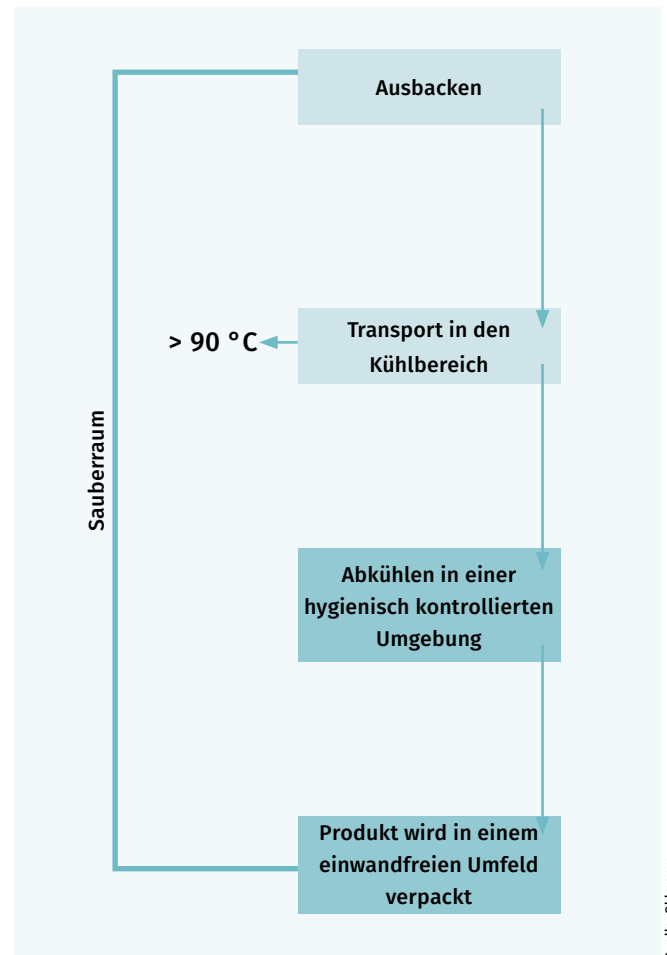 Ausbacken
Transport in den
Kühlbereich
> 90 °C
Sauberraum
Abkühlen in einer
hygienisch kontrollierten
Umgebung
Produkt wird in einem
einwandfreien Umfeld
verpackt